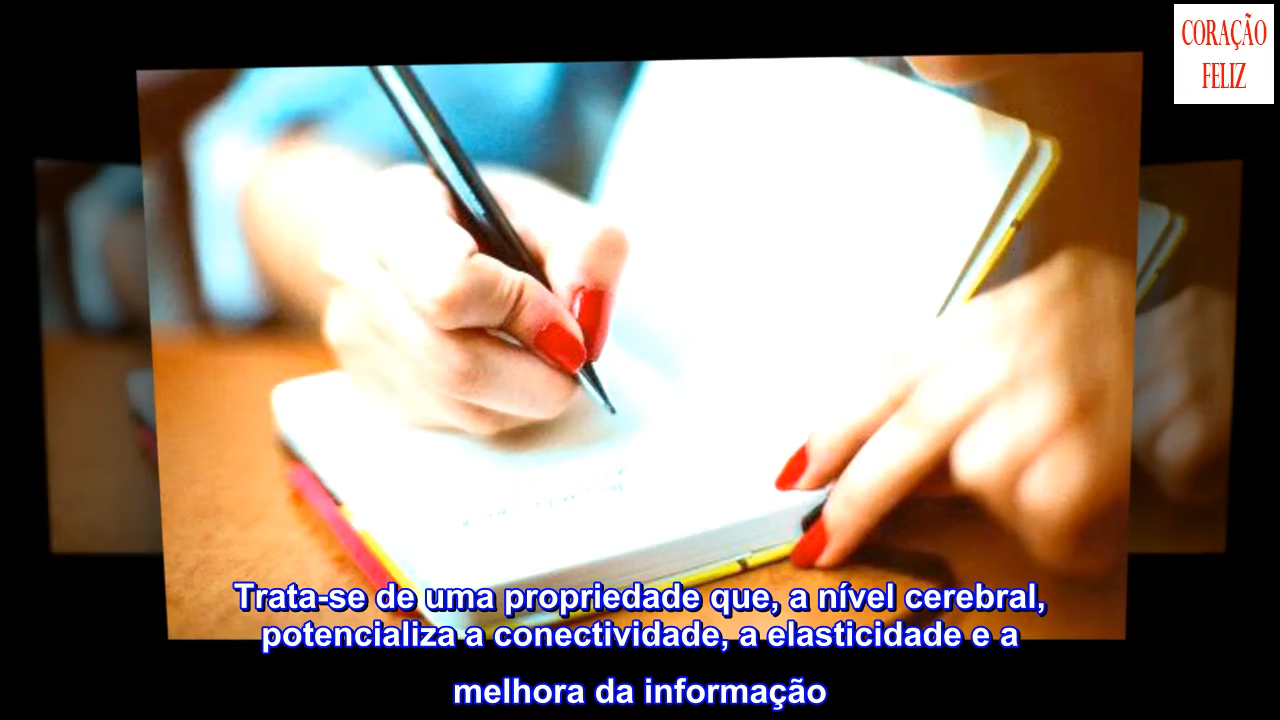 CORAÇÃO
FELIZ
Trata-se de uma propriedade que, a nível cerebral,
potencializa a conectividade, a elasticidade e a
melhora da informação